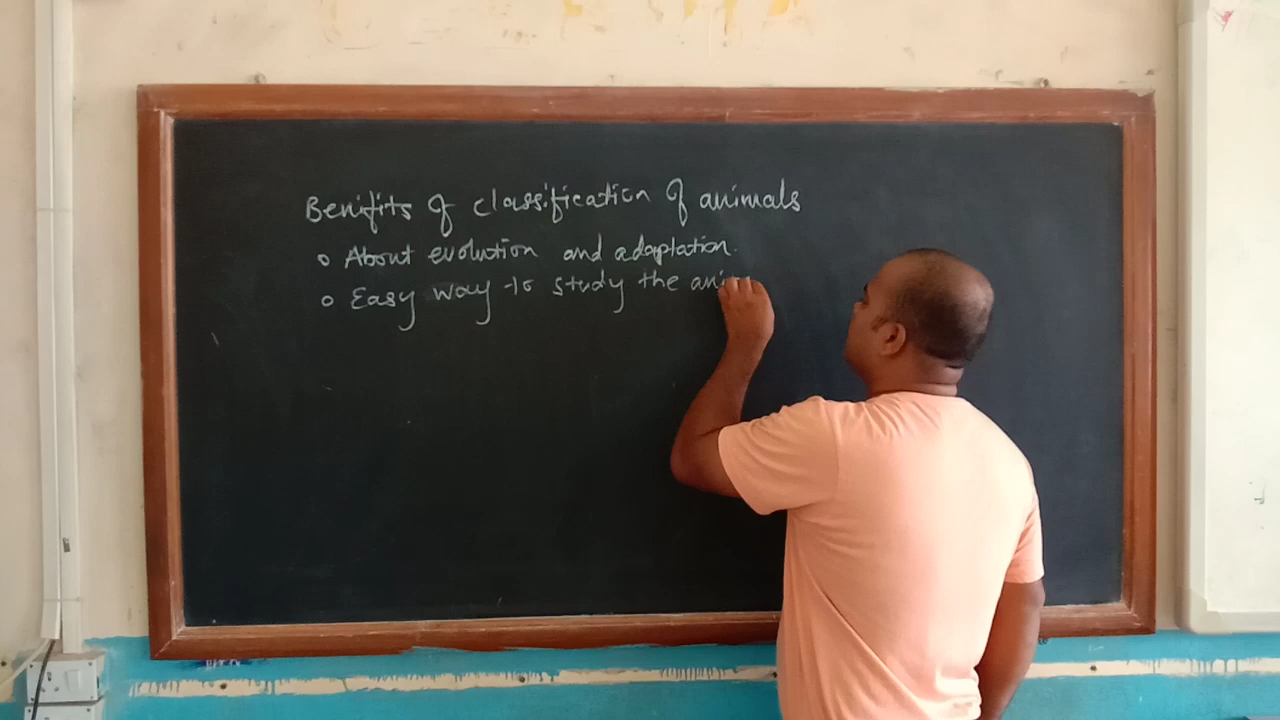 Benifits of classification of animals
o About evolution and adaptation.
o Easy way to study the ani